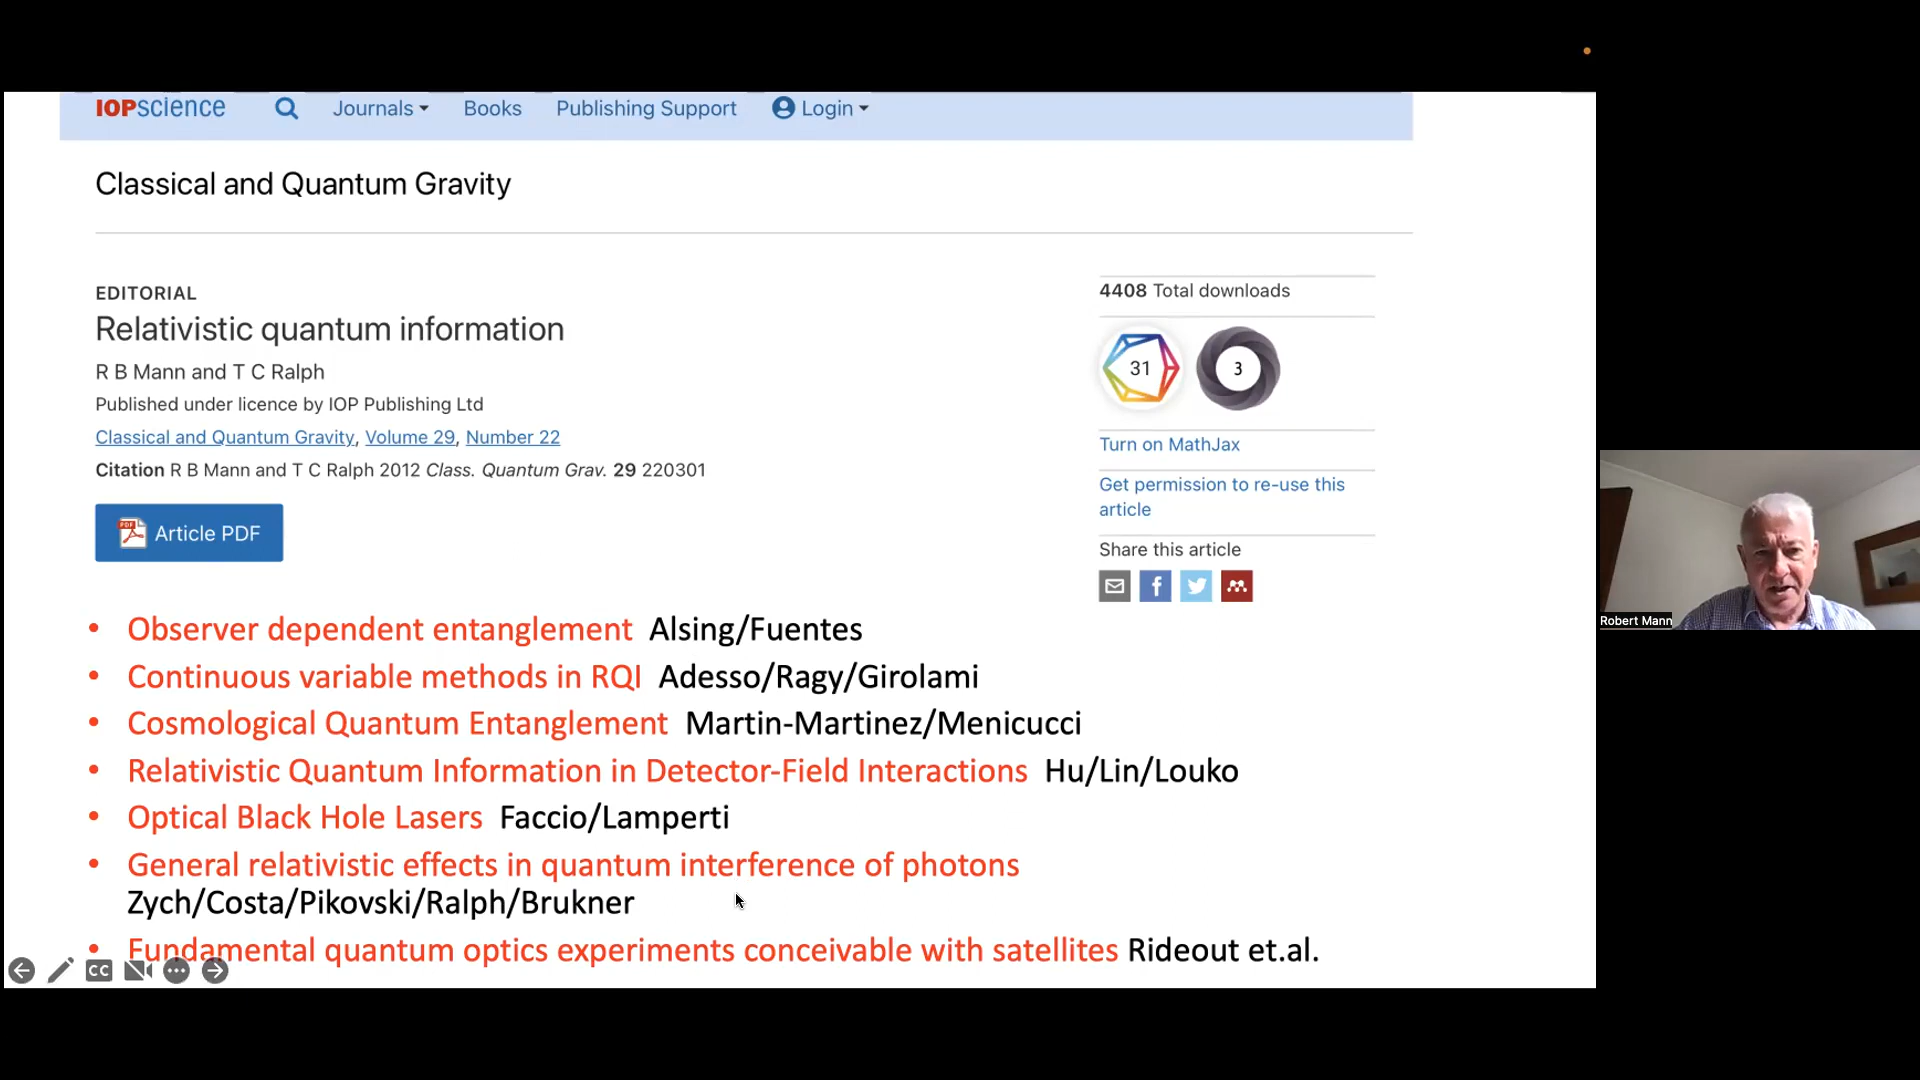 IOPscience Journals Books Publishing Support Login
Classical and Quantum Gravity
EDITORIAL
Relativistic quantum information
R B Mann and T C Ralph
Published under licence by IOP Publishing Ltd
Classical and Quantum Gravity, Volume 29, Number 22
Citation R B Mann and T C Ralph 2012 Class. Quantum Grav. 29 220301
PDF Article PDF
4408 Total downloads
31 3
Turn on MathJax
Get permission to re-use this
article
Share this article
f
Robert Mann
• Observer dependent entanglement Alsing/Fuentes
• Continuous variable methods in RQI Adesso/Ragy/Girolami
• Cosmological Quantum Entanglement Martin-Martinez/Menicucci
• Relativistic Quantum Information in Detector-Field Interactions Hu/Lin/Louko
• Optical Black Hole Lasers Faccio/Lamperti
• General relativistic effects in quantum interference of photons
Zych/Costa/Pikovski/Ralph/Brukner
• Fundamental quantum optics experiments conceivable with satellites Rideout et.al.
CC